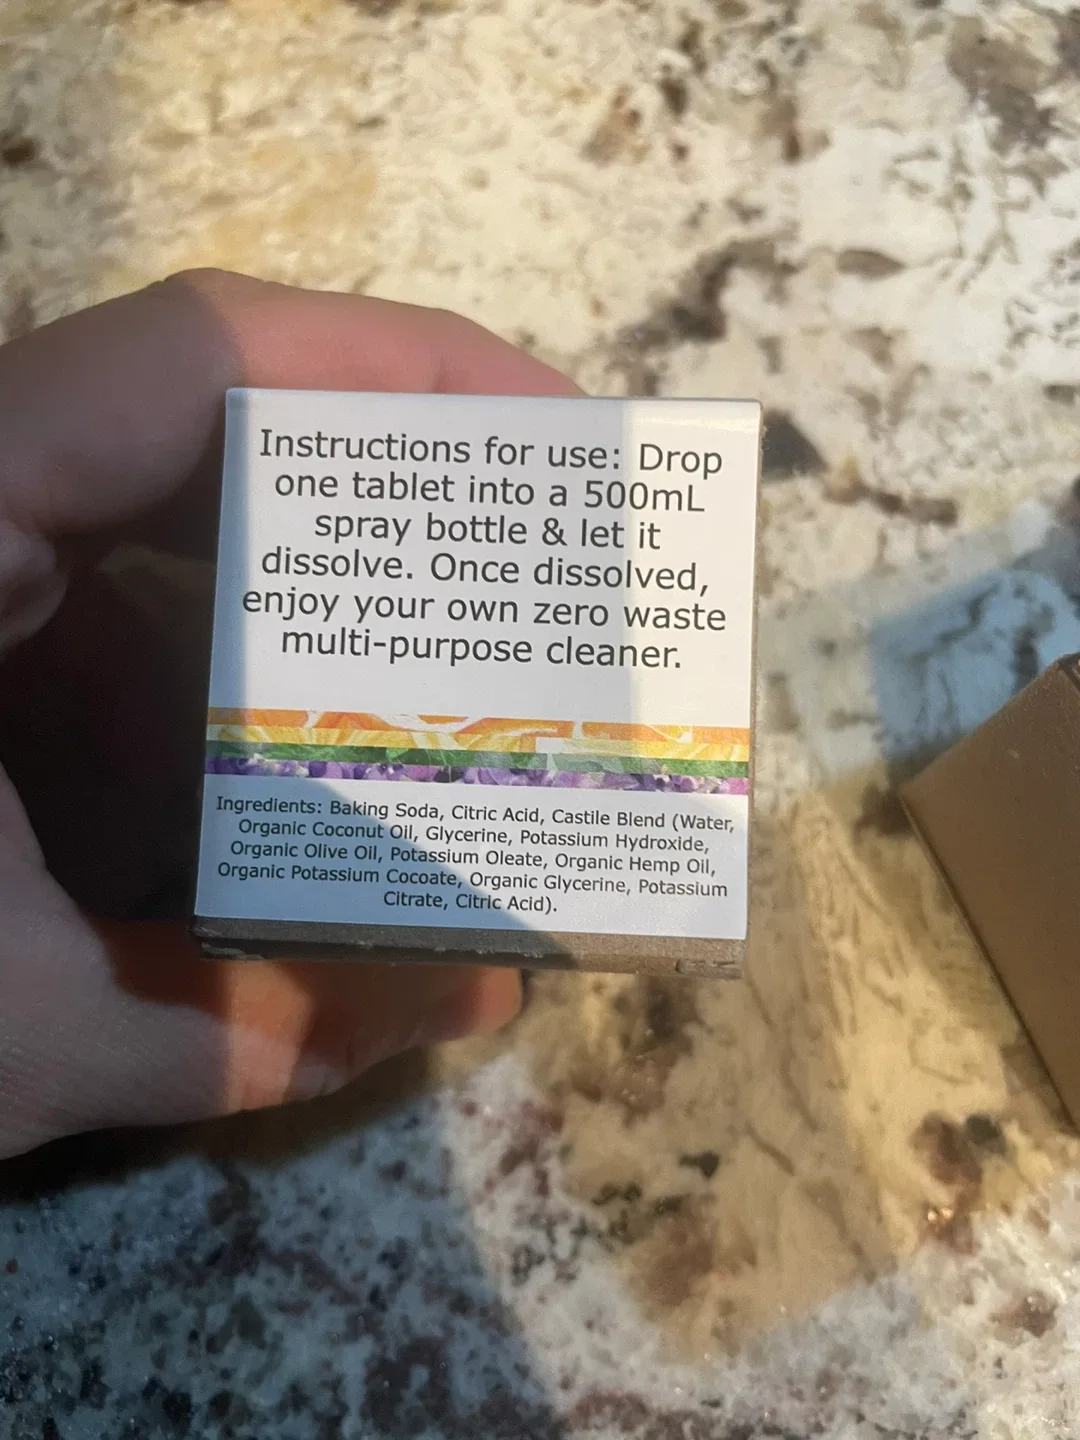 Instructions for use: Drop
one tablet into a 500mL
spray bottle & let it
dissolve. Once dissolved,
enjoy your own zero waste
multi-purpose cleaner.
Ingredients: Baking Soda, Citric Acid, Castile Blend (Water,
Organic Coconut Oil, Glycerine, Potassium Hydroxide,
Organic Olive Oil, Potassium Oleate, Organic Hemp Oil,
Organic Potassium Cocoate, Organic Glycerine, Potassium
Citrate, Citric Acid).